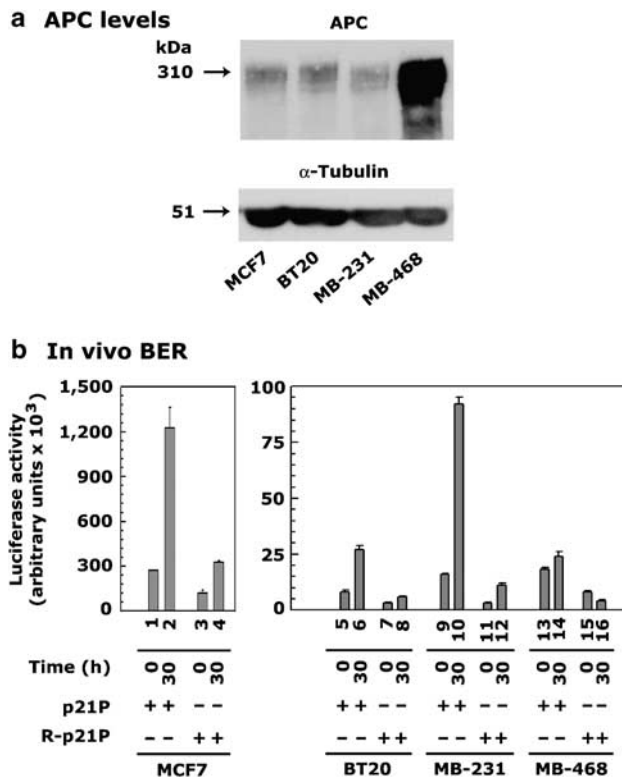 a APC levels
APC
kDa
310
α-Tubulin
51
MCF7 BT20 MB-231 MB-468
b In vivo BER
Luciferase activity
(arbitrary units x 10³)
1,500 100
1,200 75
900 50
600
300 25
0 0
1 2 3 4 5 6 7 8 9 10 11 12 13 14 15 16
Time (h) 0 30 0 30 0 30 0 30 0 30 0 30 0 30 0 30
p21P + + – – + + – – + + – – + + – –
R-p21P – – + + – – + + – – + + – – + +
MCF7 BT20 MB-231 MB-468